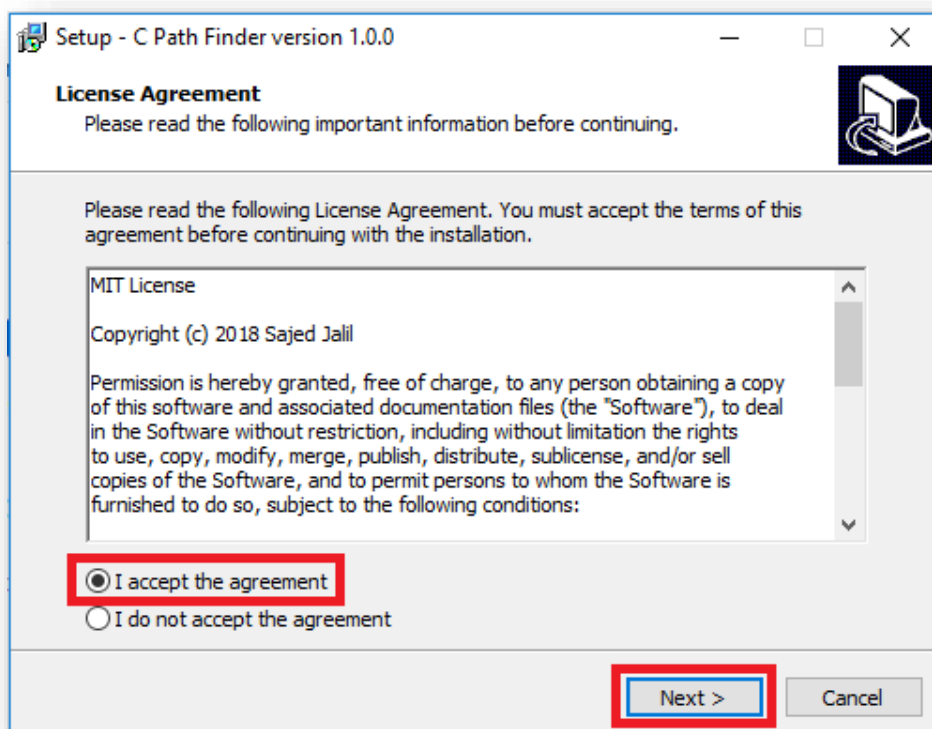 Setup - C Path Finder version 1.0.0
License Agreement
Please read the following important information before continuing.
Please read the following License Agreement. You must accept the terms of this
agreement before continuing with the installation.
MIT License
Copyright (c) 2018 Sajed Jalil
Permission is hereby granted, free of charge, to any person obtaining a copy
of this software and associated documentation files (the "Software"), to deal
in the Software without restriction, including without limitation the rights
to use, copy, modify, merge, publish, distribute, sublicense, and/or sell
copies of the Software, and to permit persons to whom the Software is
furnished to do so, subject to the following conditions:
I accept the agreement
I do not accept the agreement
Next >
Cancel